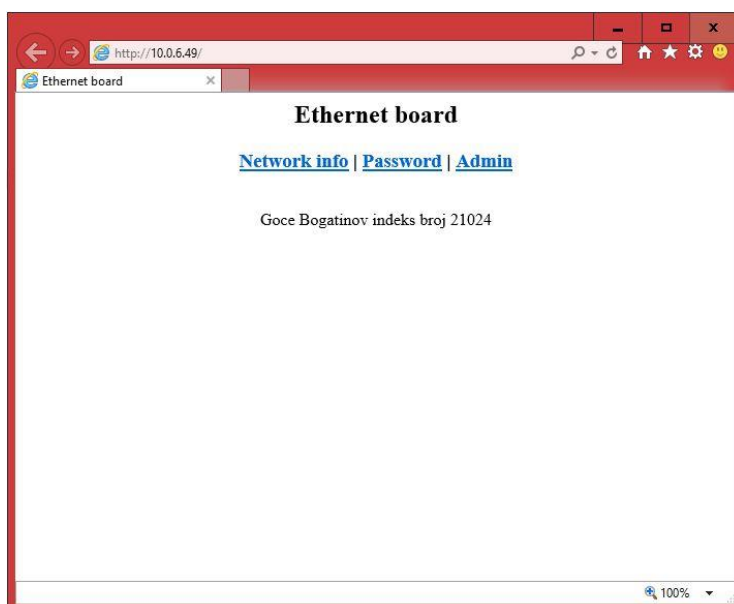 http://10.0.6.49/
Ethernet board
Ethernet board
Network info | Password | Admin
Goce Bogatinov indeks broj 21024
100%